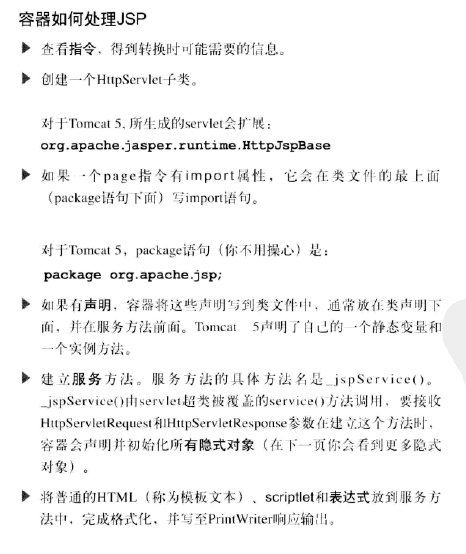 容器如何处理JSP
▶ 查看指令，得到转换时可能需要的信息。
▶ 创建一个HttpServlet子类。
对于Tomcat 5, 所生成的servlet会扩展：
org.apache.jasper.runtime.HttpJspBase
▶ 如果一个page指令有import属性，它会在类文件的最上面
（package语句下面）写import语句。
对于Tomcat 5，package语句（你不用操心）是：
package org.apache.jsp;
▶ 如果有声明，容器将这些声明写到类文件中，通常放在类声明下
面，并在服务方法前面。Tomcat 5声明了自己的一个静态变量和
一个实例方法。
▶ 建立服务方法。服务方法的具体方法名是_jspService()。
_jspService()由servlet超类被覆盖的service()方法调用，要接收
HttpServletRequest和HttpServletResponse参数在建立这个方法时，
容器会声明并初始化所有隐式对象（在下一页你会看到更多隐式
对象）。
▶ 将普通的HTML（称为模板文本）、scriptlet和表达式放到服务方
法中，完成格式化，并写至PrintWriter响应输出。